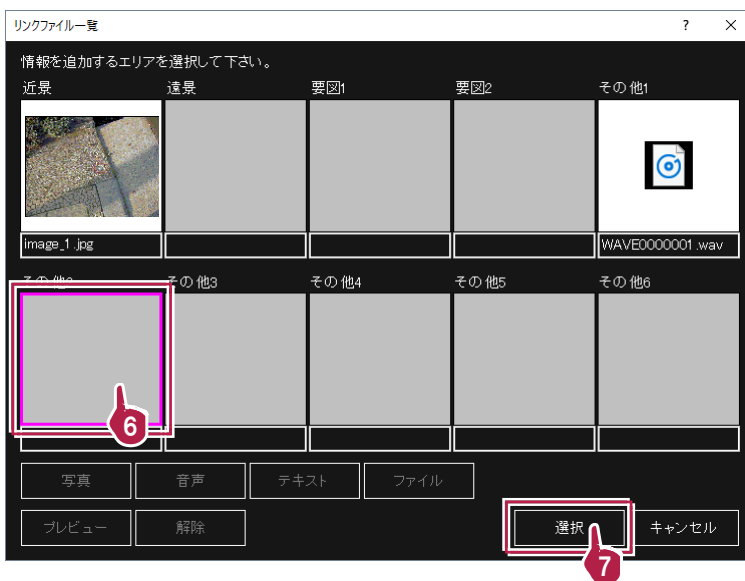 リンクファイル一覧
情報を追加するエリアを選択して下さい。
近景 遠景 要図1 要図2 その他1
image_1.jpg WAVE0000001.wav
その他2 その他3 その他4 その他5 その他6
6
写真 音声 テキスト ファイル
プレビュー 解除 選択 キャンセル
7